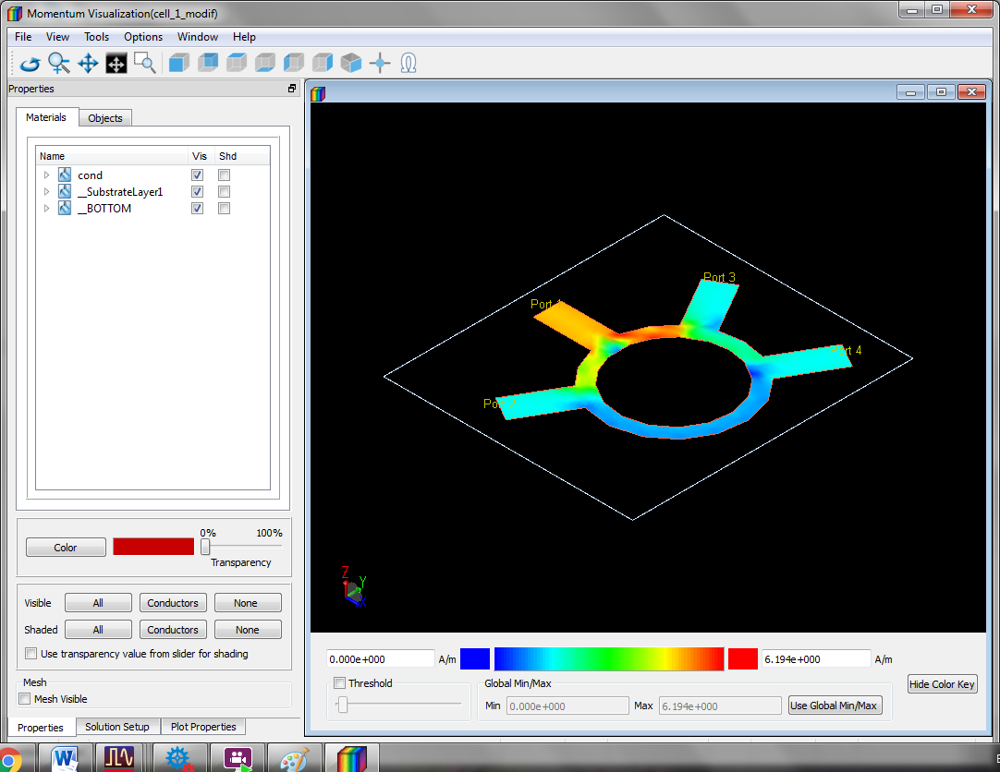 Momentum Visualization(cell_1_modif)
File View Tools Options Window Help
Properties
Materials Objects
Name Vis Shd
cond
__SubstrateLayer1
__BOTTOM
Port 3
Port
rt 4
Port 2
Z
Y
X
0% 100%
Color
Transparency
Visible All Conductors None
Shaded All Conductors None
Use transparency value from slider for shading
Mesh
Mesh Visible
Properties Solution Setup Plot Properties
0.000e+000 A/m 6.194e+000 A/m
Threshold
Global Min/Max
Min 0.000e+000 Max 6.194e+000 Use Global Min/Max
Hide Color Key
W